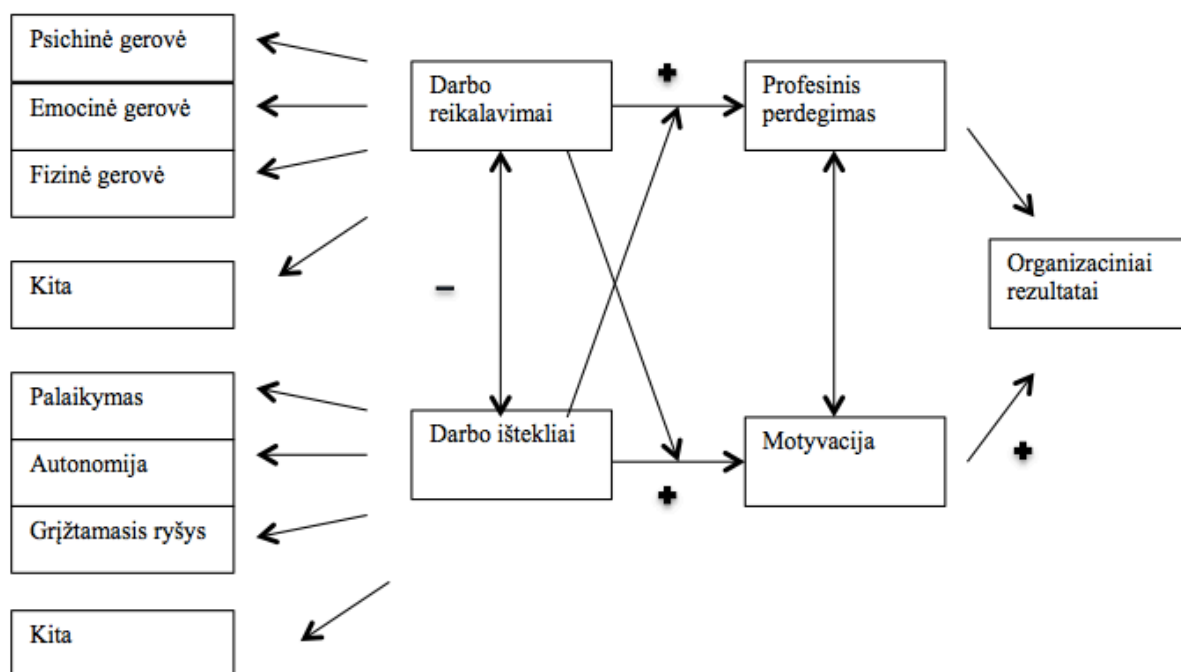 Psichinė gerovė
Emocinė gerovė
Fizinė gerovė
Kita
Palaikymas
Autonomija
Grįžtamasis ryšys
Kita
Darbo
reikalavimai
+
Profesinis
perdegimas
–
Darbo ištekliai
+
Motyvacija
Organizaciniai
rezultatai
+